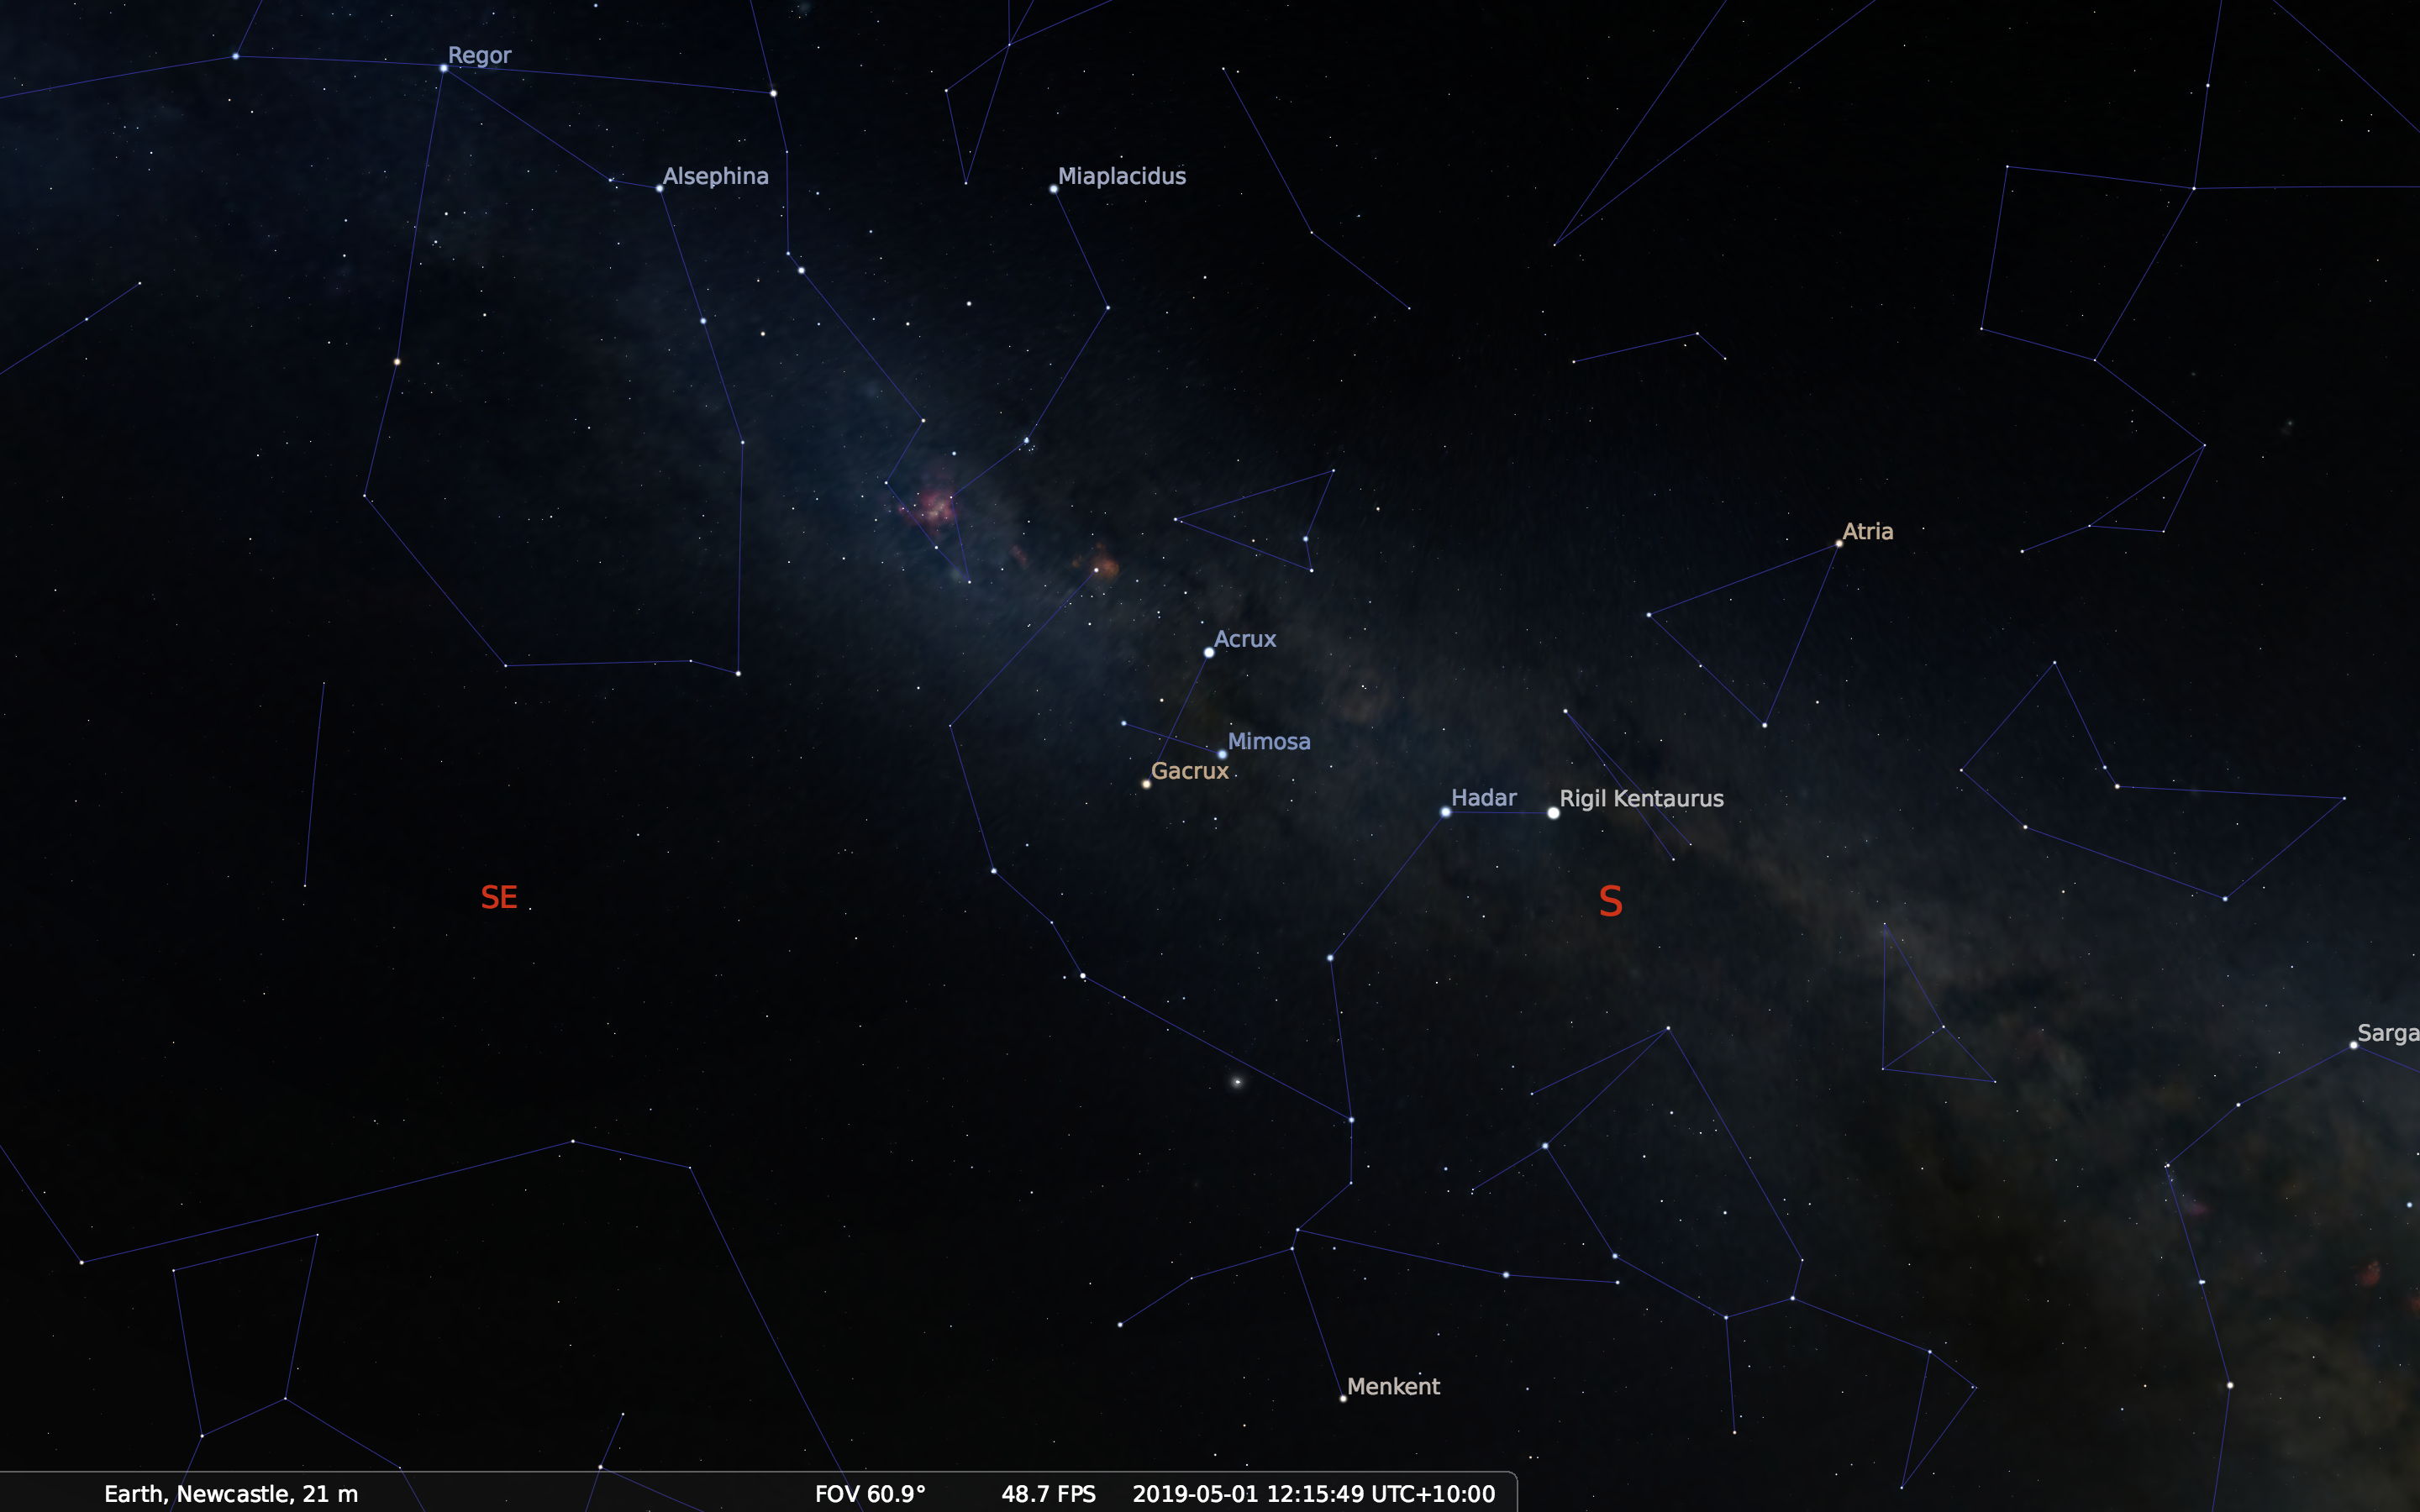 Regor
Alsephina
Miaplacidus
Atria
Acrux
Mimosa
Gacrux
Hadar
Rigil Kentaurus
SE
S
Sarga
Menkent
Earth, Newcastle, 21 m
FOV 60.9°
48.7 FPS
2019-05-01 12:15:49 UTC+10:00